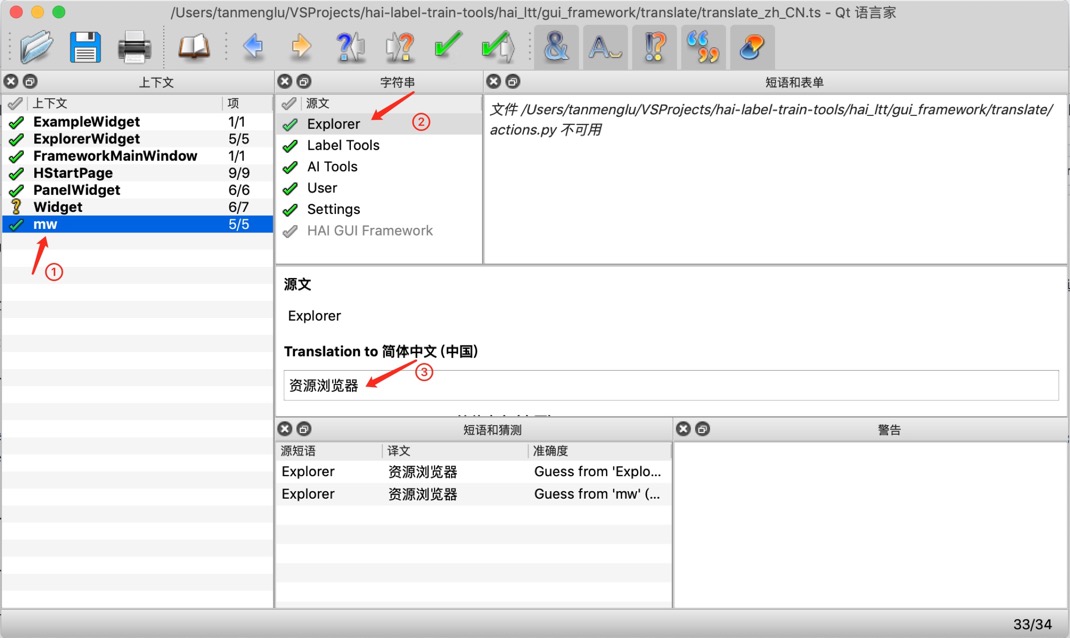 /Users/tanmenglu/VSProjects/hai-label-train-tools/hai_ltt/gui_framework/translate/translate_zh_CN.ts - Qt 语言家
上下文
上下文 项
ExampleWidget 1/1
ExplorerWidget 5/5
FrameworkMainWindow 1/1
HStartPage 9/9
PanelWidget 6/6
Widget 6/7
mw 5/5
①
字符串
源文
Explorer
②
Label Tools
AI Tools
User
Settings
HAI GUI Framework
短语和表单
文件 /Users/tanmenglu/VSProjects/hai-label-train-tools/hai_ltt/gui_framework/translate/
actions.py 不可用
源文
Explorer
Translation to 简体中文 (中国)
③
资源浏览器
短语和猜测
源短语 译文 准确度
Explorer 资源浏览器 Guess from 'Explo...
Explorer 资源浏览器 Guess from 'mw' (...
警告
33/34